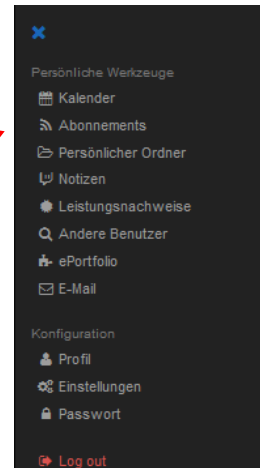 Persönliche Werkzeuge
Kalender
Abonnements
Persönlicher Ordner
Notizen
Leistungsnachweise
Andere Benutzer
ePortfolio
E-Mail
Konfiguration
Profil
Einstellungen
Passwort
Log out